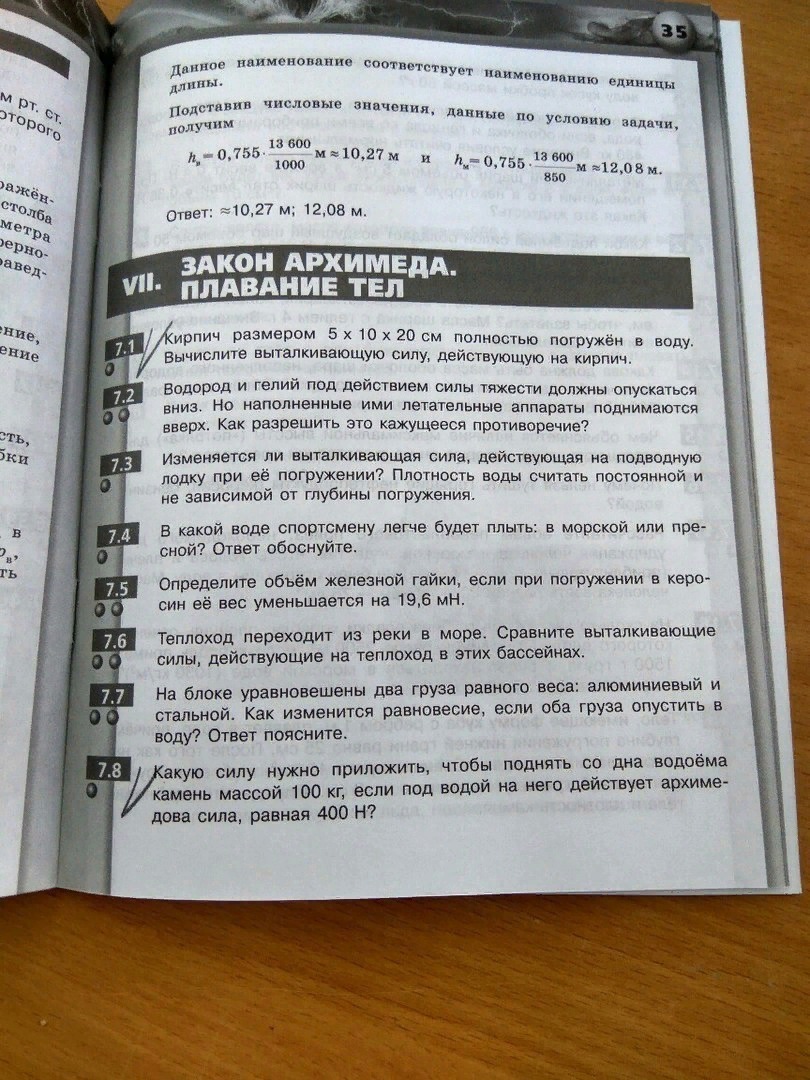 35
м рт. ст.
оторого
столба
метра
Данное наименование соответствует наименованию единицы
длины.
Подставив числовые значения, данные по условию задачи,
получим
hв = 0,755 · 13 600/1000 м ≈ 10,27 м и hм = 0,755 · 13 600/850 м ≈ 12,08 м.
Ответ: ≈10,27 м; 12,08 м.
VII. ЗАКОН АРХИМЕДА.
ПЛАВАНИЕ ТЕЛ
7.1 Кирпич размером 5 х 10 х 20 см полностью погружён в воду.
Вычислите выталкивающую силу, действующую на кирпич.
7.2 Водород и гелий под действием силы тяжести должны опускаться
вниз. Но наполненные ими летательные аппараты поднимаются
вверх. Как разрешить это кажущееся противоречие?
7.3 Изменяется ли выталкивающая сила, действующая на подводную
лодку при её погружении? Плотность воды считать постоянной и
не зависимой от глубины погружения.
7.4 В какой воде спортсмену легче будет плыть: в морской или пре-
сной? Ответ обоснуйте.
7.5 Определите объём железной гайки, если при погружении в керо-
син её вес уменьшается на 19,6 мН.
7.6 Теплоход переходит из реки в море. Сравните выталкивающие
силы, действующие на теплоход в этих бассейнах.
7.7 На блоке уравновешены два груза равного веса: алюминиевый и
стальной. Как изменится равновесие, если оба груза опустить в
воду? Ответ поясните.
7.8 Какую силу нужно приложить, чтобы поднять со дна водоёма
камень массой 100 кг, если под водой на него действует архиме-
дова сила, равная 400 Н?